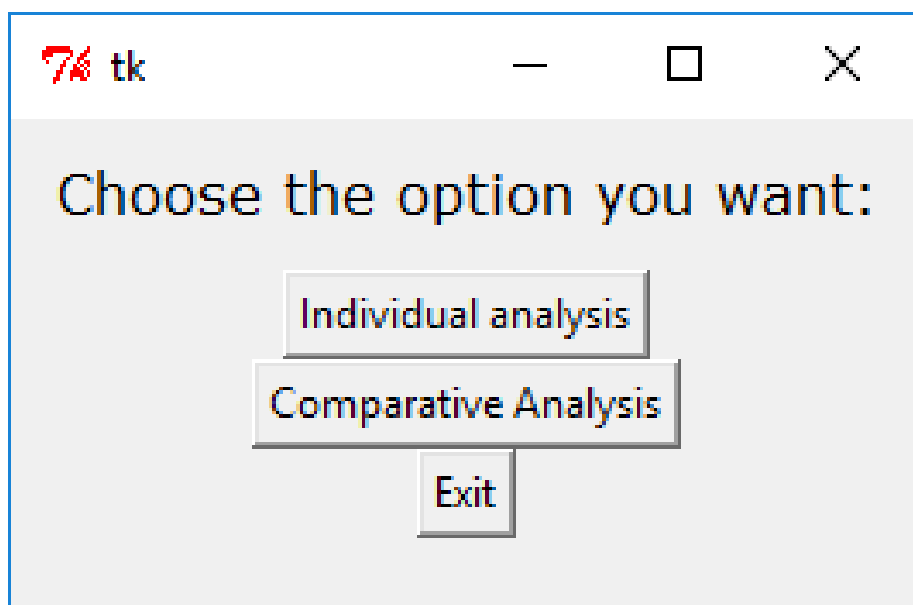 tk
Choose the option you want:
Individual analysis
Comparative Analysis
Exit